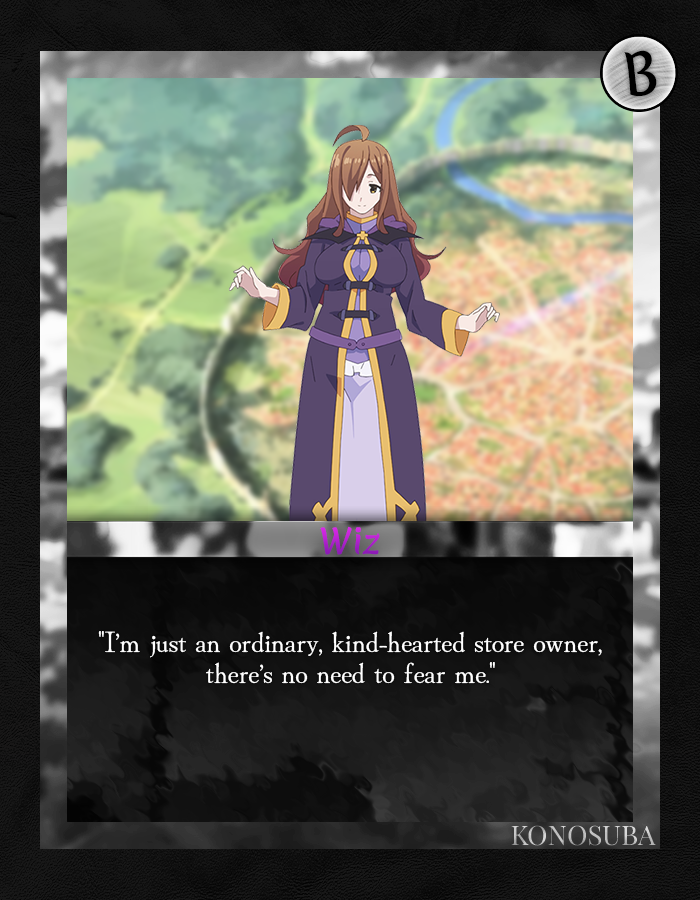 B
Wiz
"I'm just an ordinary, kind-hearted store owner,
there's no need to fear me."
KONOSUBA